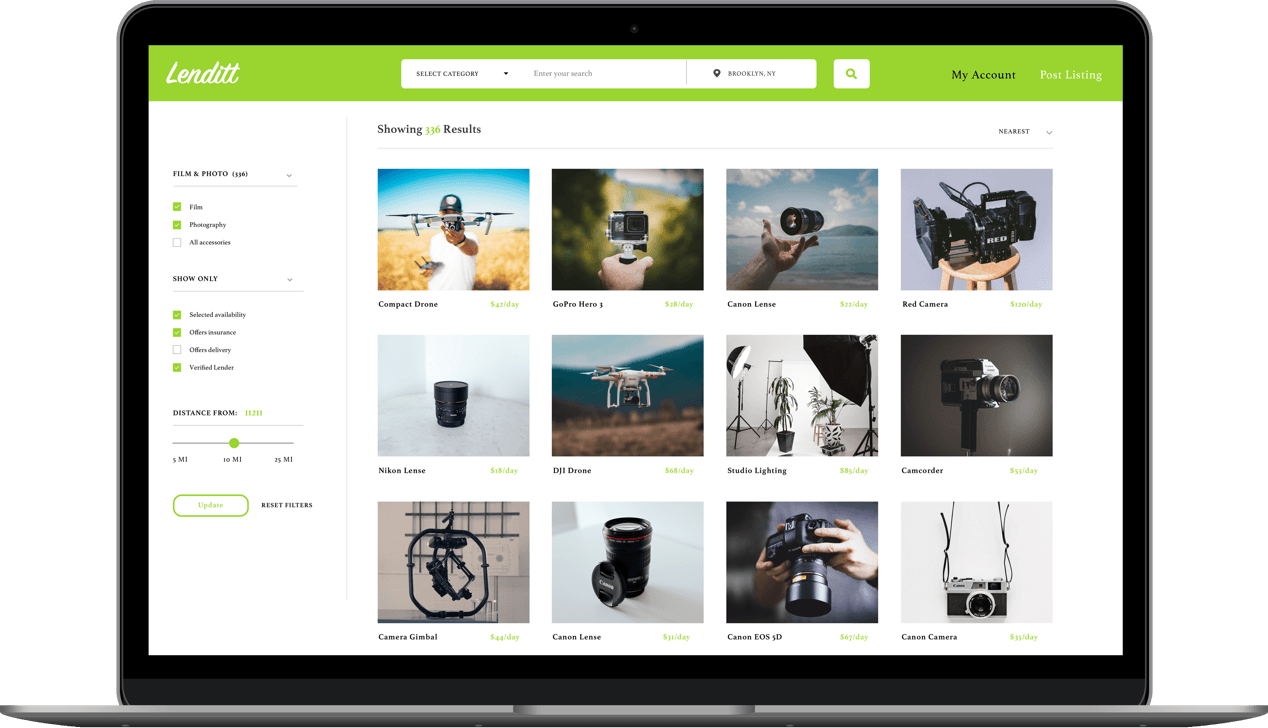 Lenditt
SELECT CATEGORY
Enter your search
BROOKLYN, NY
My Account
Post Listing
Showing 336 Results
NEAREST
FILM & PHOTO (336)
Film
Photography
All accessories
SHOW ONLY
Selected availability
Offers insurance
Offers delivery
Verified Lender
DISTANCE FROM: 11211
5 MI 10 MI 25 MI
Update
RESET FILTERS
RED
Compact Drone $42/day
GoPro Hero 3 $28/day
Canon Lense $22/day
Red Camera $120/day
Nikon Lense $18/day
DJI Drone $68/day
Studio Lighting $85/day
Camcorder $53/day
Canon
Camera Gimbal $44/day
Canon Lense $31/day
Canon EOS 5D $67/day
Canon Camera $35/day